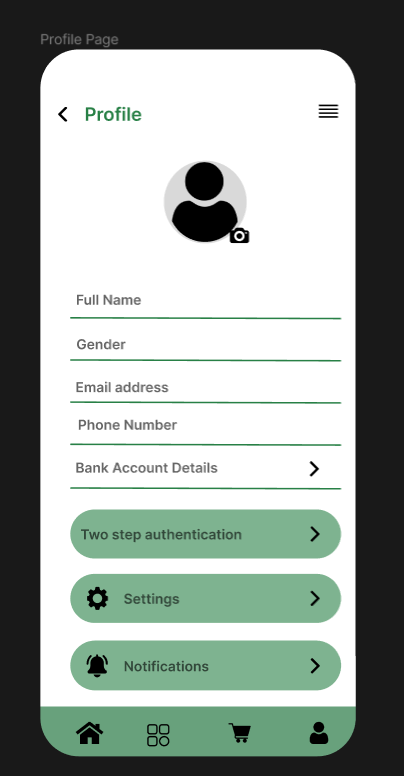 Profile Page
Profile
Full Name
Gender
Email address
Phone Number
Bank Account Details
Two step authentication
Settings
Notifications